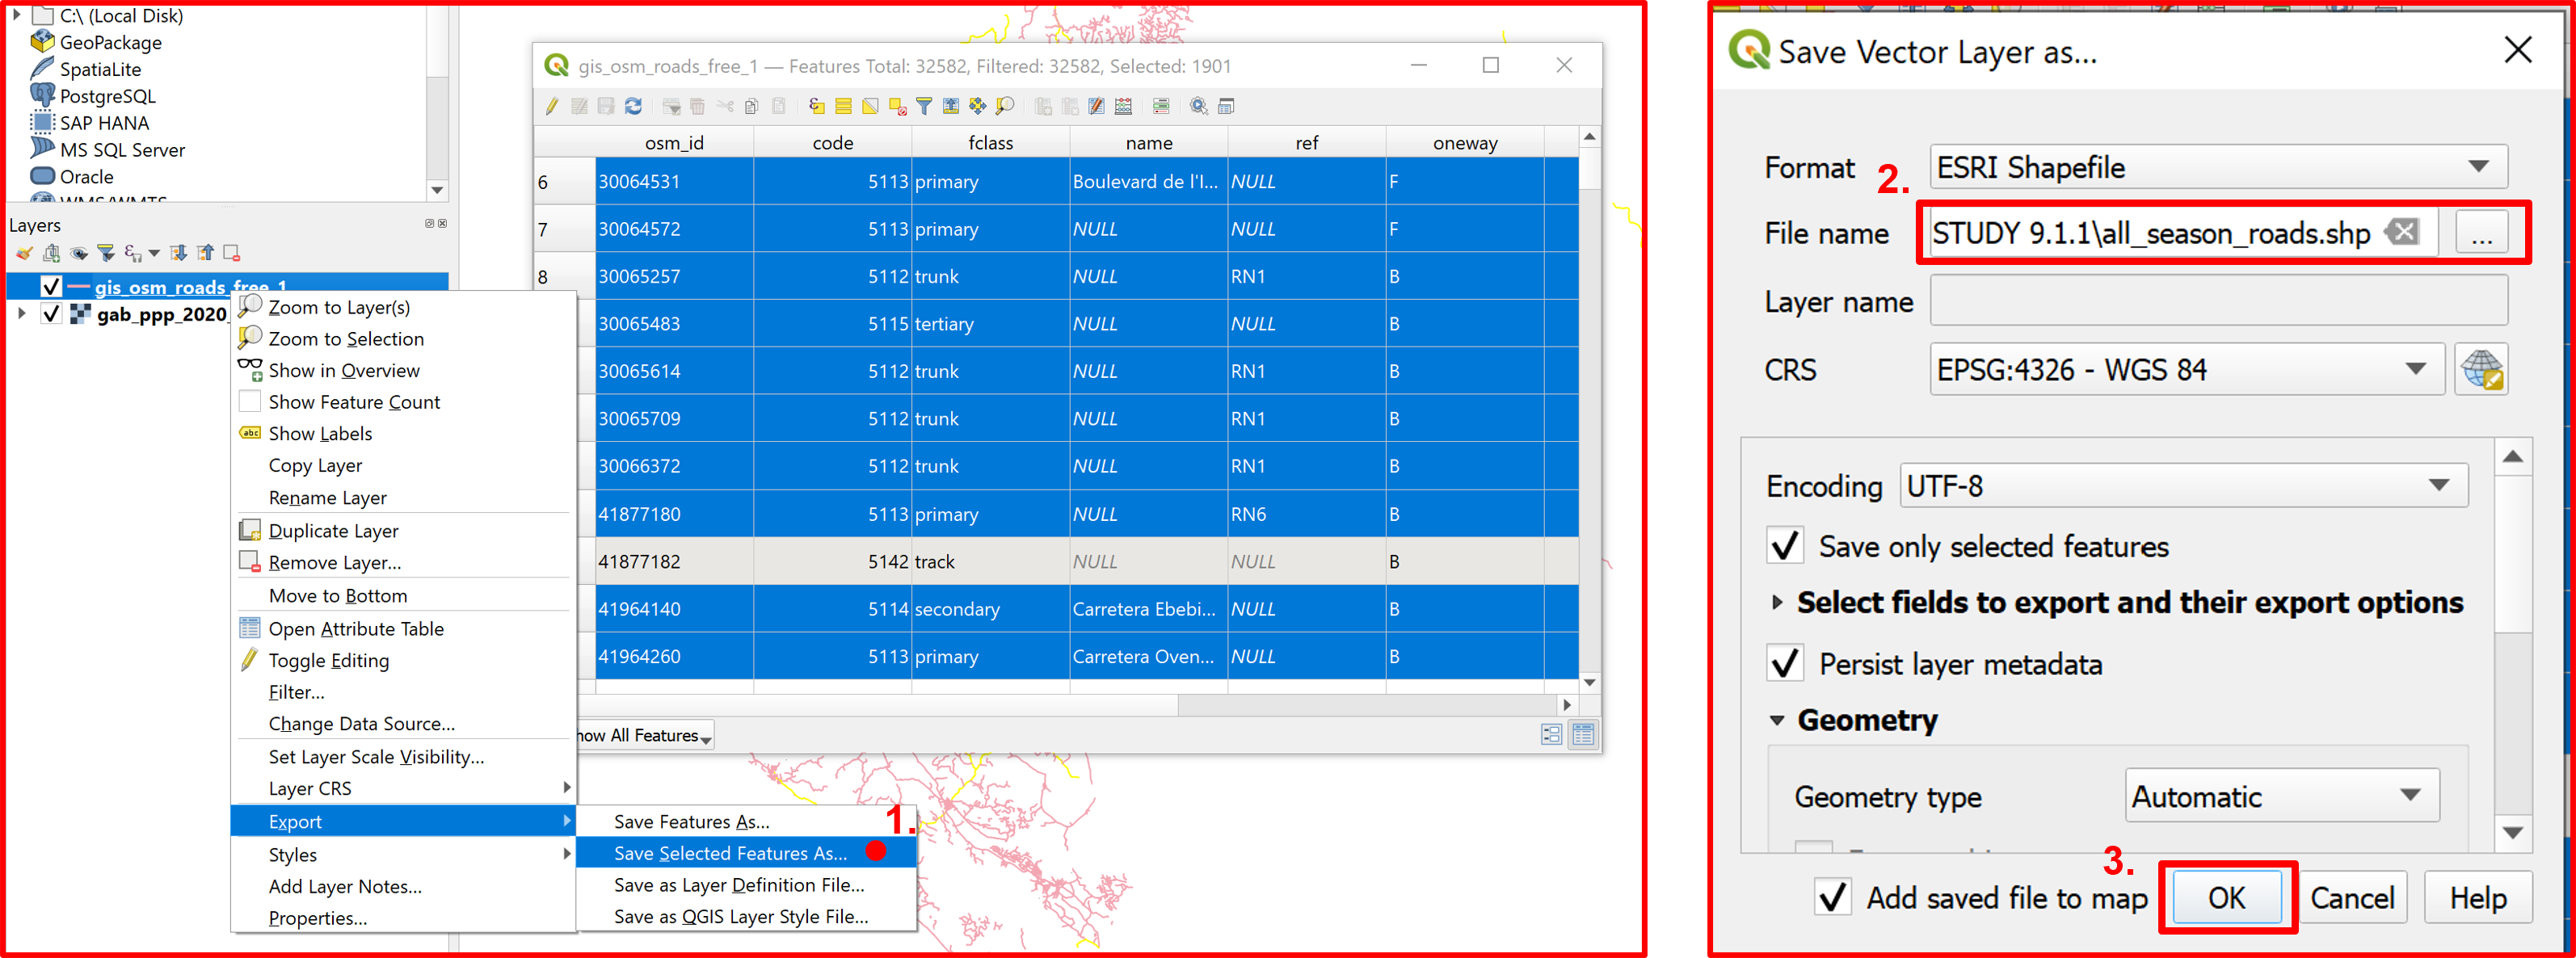 C:\ (Local Disk)
GeoPackage
SpatiaLite
PostgreSQL
SAP HANA
MS SQL Server
Oracle
WMS/WMTS
Layers
gis_osm_roads_free_1
gab_ppp_2020_
Zoom to Layer(s)
Zoom to Selection
Show in Overview
Show Feature Count
abc Show Labels
Copy Layer
Rename Layer
Duplicate Layer
Remove Layer...
Move to Bottom
Open Attribute Table
Toggle Editing
Filter...
Change Data Source...
Set Layer Scale Visibility...
Layer CRS
Export
Styles
Add Layer Notes...
Properties...
1.
Save Features As...
Save Selected Features As...
Save as Layer Definition File...
Save as QGIS Layer Style File...
gis_osm_roads_free_1 — Features Total: 32582, Filtered: 32582, Selected: 1901
osm_id code fclass name ref oneway
6 30064531 5113 primary Boulevard de l'I... NULL F
7 30064572 5113 primary NULL NULL F
8 30065257 5112 trunk NULL RN1 B
30065483 5115 tertiary NULL NULL B
30065614 5112 trunk NULL RN1 B
30065709 5112 trunk NULL RN1 B
30066372 5112 trunk NULL RN1 B
41877180 5113 primary NULL RN6 B
41877182 5142 track NULL NULL B
41964140 5114 secondary Carretera Ebebi... NULL B
41964260 5113 primary Carretera Oven... NULL B
how All Features
Save Vector Layer as...
Format ESRI Shapefile
2.
File name STUDY 9.1.1\all_season_roads.shp ...
Layer name
CRS EPSG:4326 - WGS 84
Encoding UTF-8
Save only selected features
Select fields to export and their export options
Persist layer metadata
Geometry
Geometry type Automatic
3.
Add saved file to map OK Cancel Help